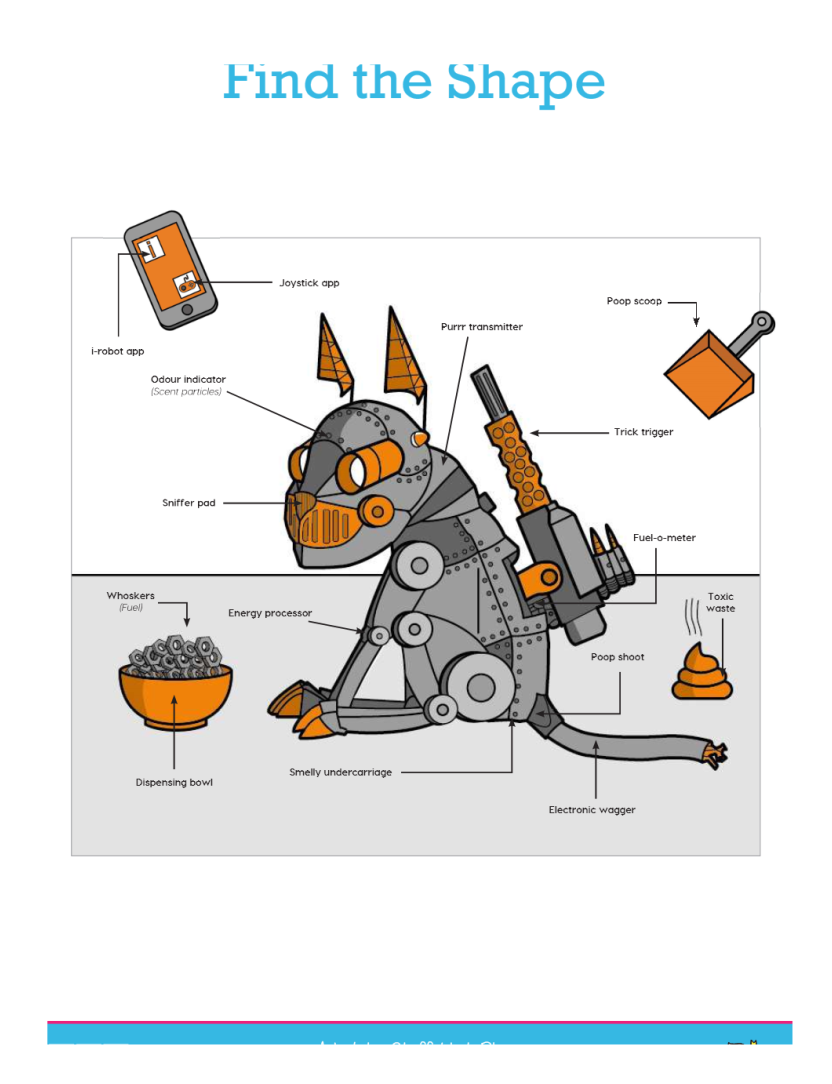 Find the Shape
Joystick app
Poop scoop
Purrr transmitter
i-robot app
Odour indicator
(Scent particles)
Trick trigger
Sniffer pad
Fuel-o-meter
Whoskers
(Fuel)
Toxic
waste
Energy processor
Poop shoot
Smelly undercarriage
Dispensing bowl
Electronic wagger